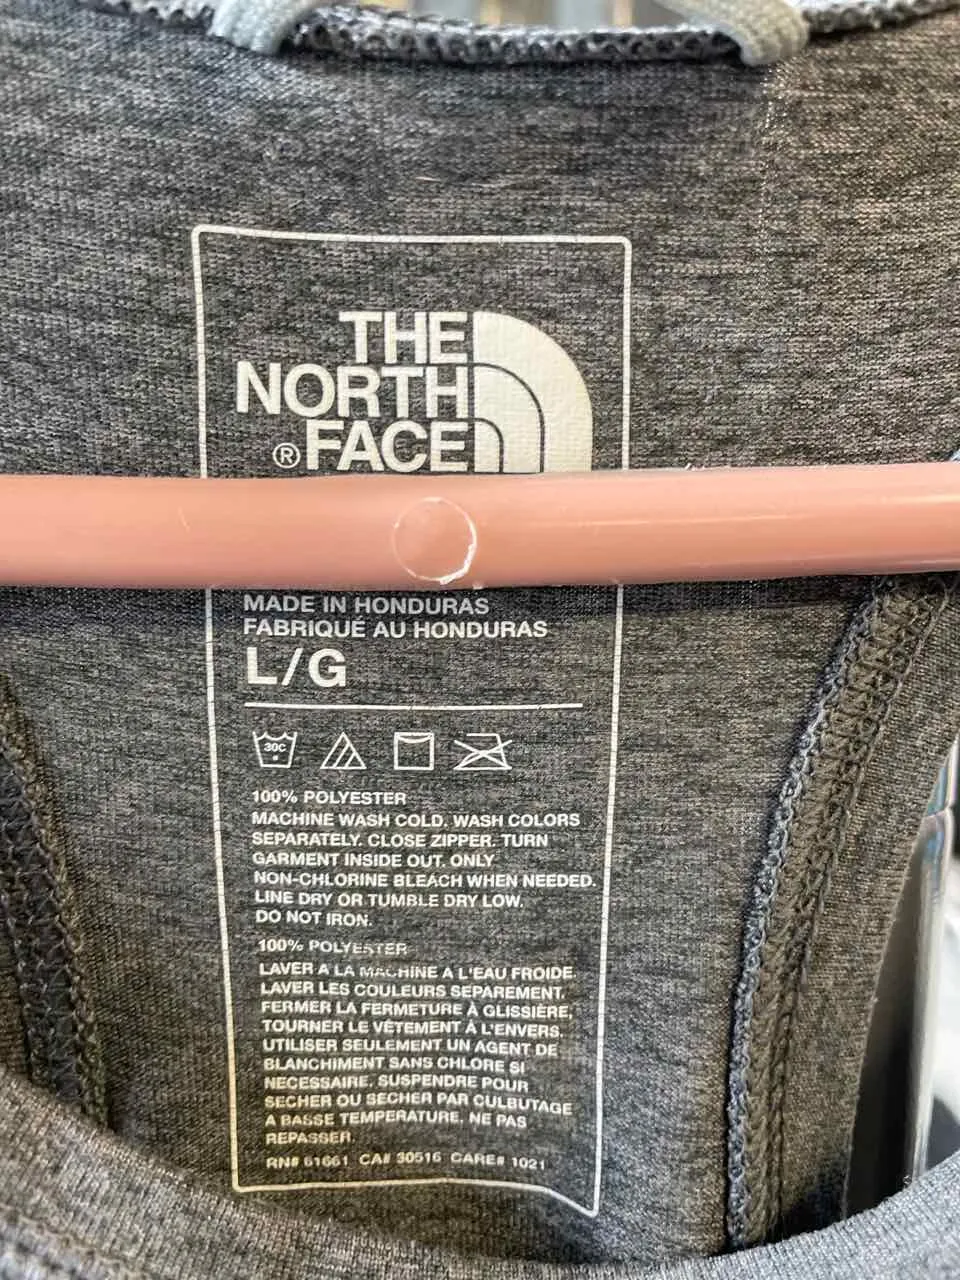 THE
NORTH
® FACE
MADE IN HONDURAS
FABRIQUÉ AU HONDURAS
L/G
30C
100% POLYESTER
MACHINE WASH COLD. WASH COLORS
SEPARATELY. CLOSE ZIPPER. TURN
GARMENT INSIDE OUT. ONLY
NON-CHLORINE BLEACH WHEN NEEDED.
LINE DRY OR TUMBLE DRY LOW.
DO NOT IRON.
100% POLYESTER
LAVER A LA MACHINE A L'EAU FROIDE.
LAVER LES COULEURS SEPAREMENT.
FERMER LA FERMETURE À GLISSIÈRE,
TOURNER LE VÊTEMENT À L'ENVERS.
UTILISER SEULEMENT UN AGENT DE
BLANCHIMENT SANS CHLORE SI
NECESSAIRE. SUSPENDRE POUR
SECHER OU SECHER PAR CULBUTAGE
A BASSE TEMPERATURE. NE PAS
REPASSER.
RN# 61661 CA# 30516 CARE# 1021